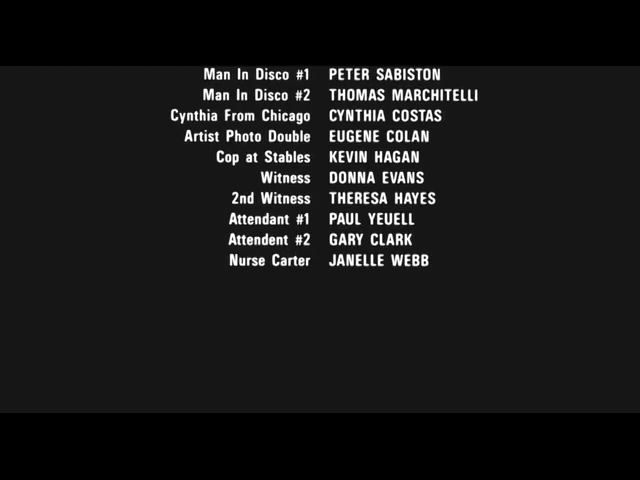 Man In Disco #1 PETER SABISTON
Man In Disco #2 THOMAS MARCHITELLI
Cynthia From Chicago CYNTHIA COSTAS
Artist Photo Double EUGENE COLAN
Cop at Stables KEVIN HAGAN
Witness DONNA EVANS
2nd Witness THERESA HAYES
Attendant #1 PAUL YEUELL
Attendent #2 GARY CLARK
Nurse Carter JANELLE WEBB